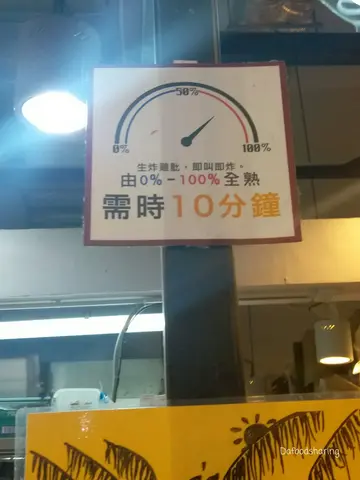 50%
0%
100%
生炸雞髀，即叫即炸。
由0%-100%全熟
需時10分鐘
Dafoodsharing